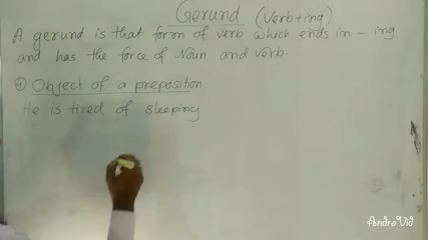 Gerund (Verb+ing)
A gerund is that form of verb which ends in - ing
and has the force of Noun and verb.
Object of a preposition.
He is tired of sleeping
AndroVid